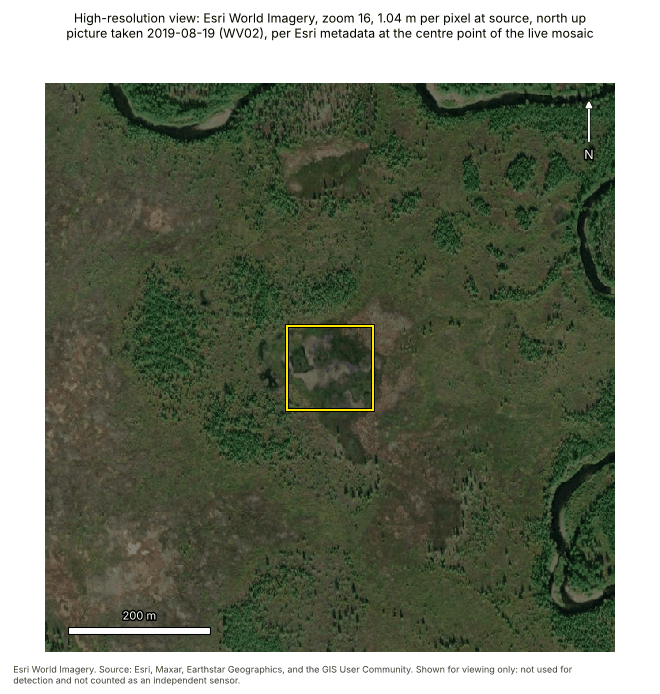 High-resolution view: Esri World Imagery, zoom 16, 1.04 m per pixel at source, north up
picture taken 2019-08-19 (WV02), per Esri metadata at the centre point of the live mosaic
N
200 m
Esri World Imagery. Source: Esri, Maxar, Earthstar Geographics, and the GIS User Community. Shown for viewing only: not used for
detection and not counted as an independent sensor.